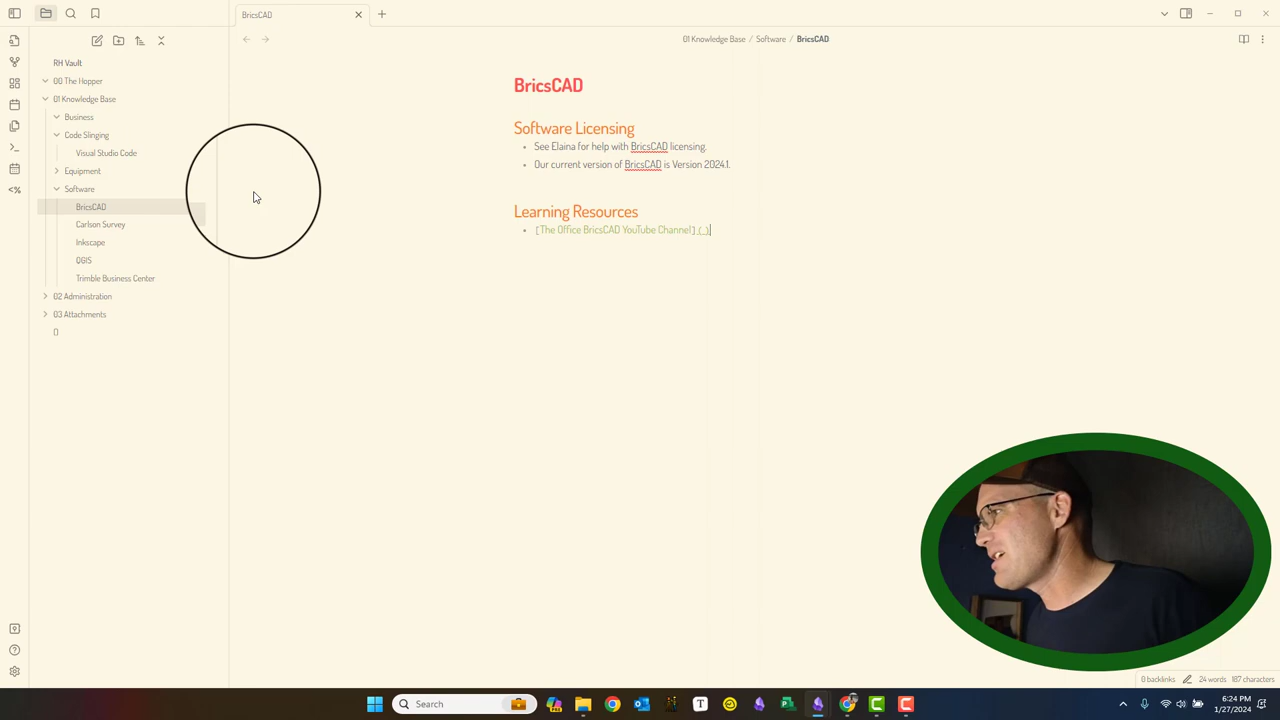 BricsCAD
01 Knowledge Base / Software / BricsCAD
RH Vault
00 The Hopper
01 Knowledge Base
Business
Code Slinging
Visual Studio Code
Equipment
Software
BricsCAD
Carlson Survey
Inkscape
QGIS
Trimble Business Center
02 Administration
03 Attachments
BricsCAD
Software Licensing
• See Elaina for help with BricsCAD licensing.
• Our current version of BricsCAD is Version 2024.1.
Learning Resources
• [The Office BricsCAD YouTube Channel] ( )
0 backlinks 24 words 187 characters
Search
6:24 PM
1/27/2024